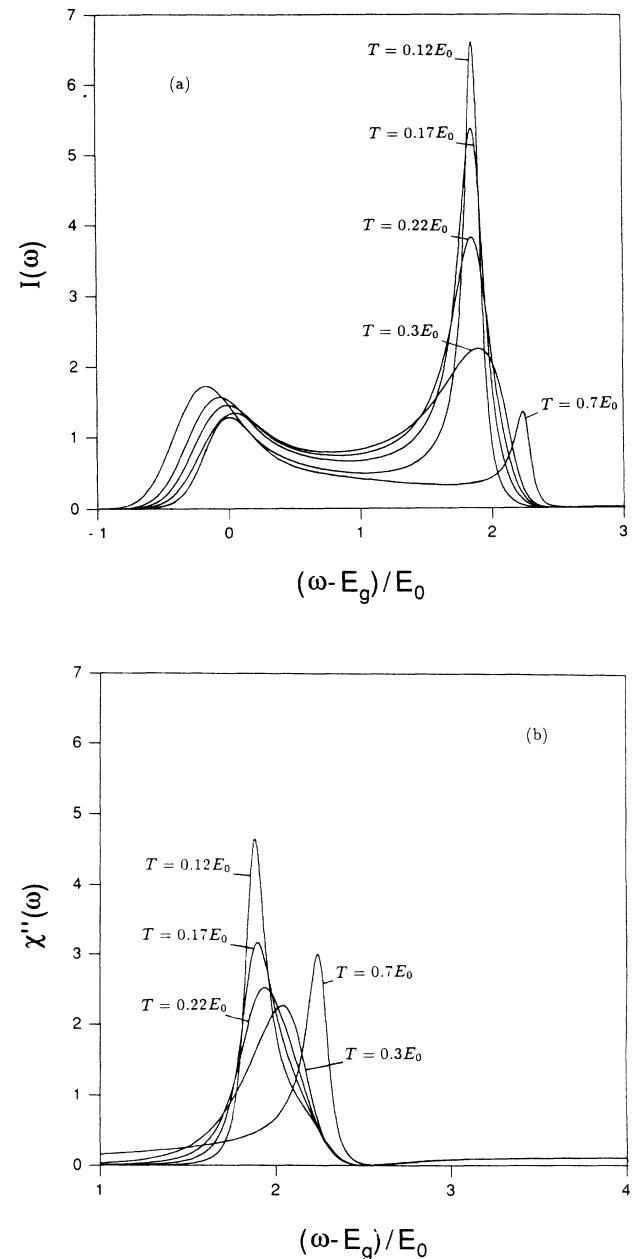 7
6
5
4
3
2
1
0
I(ω)
(a)
T = 0.12E₀
T = 0.17E₀
T = 0.22E₀
T = 0.3E₀
T = 0.7E₀
-1
0
1
2
3
(ω-E_g)/E₀
7
6
5
4
3
2
1
0
χ''(ω)
(b)
T = 0.12E₀
T = 0.17E₀
T = 0.22E₀
T = 0.7E₀
T = 0.3E₀
1
2
3
4
(ω-E_g)/E₀